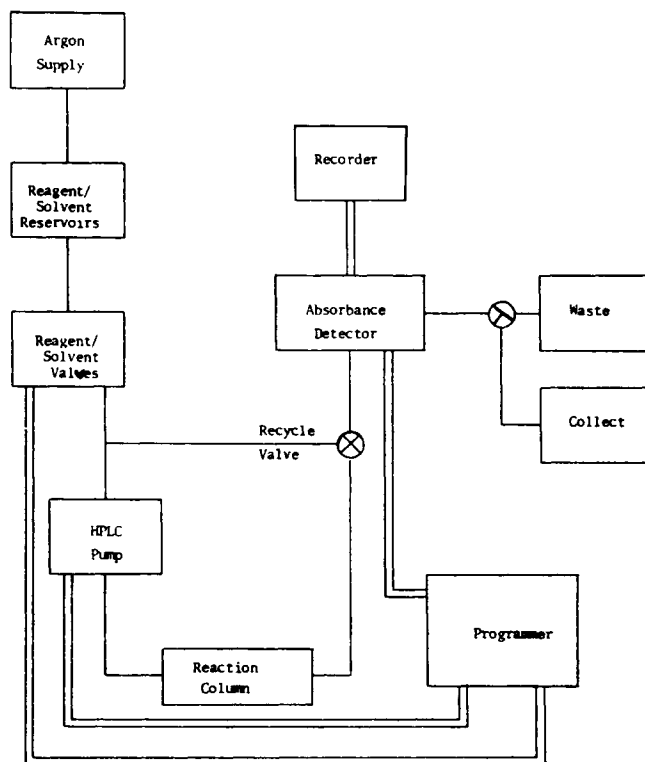 Argon
Supply
Recorder
Reagent/
Solvent
Reservoirs
Absorbance
Detector
Waste
Reagent/
Solvent
Valves
Collect
Recycle
Valve
HPLC
Pump
Programmer
Reaction
Column